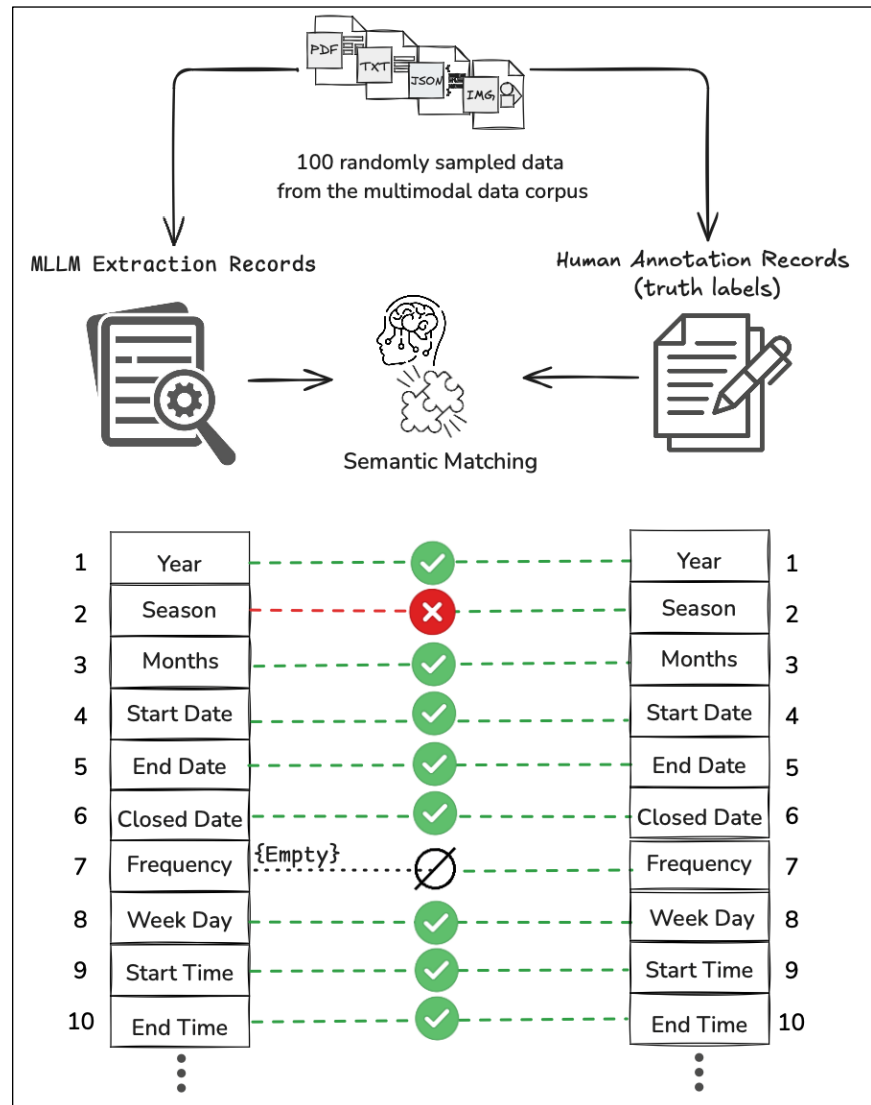 PDF
TXT
JSON
IMG
100 randomly sampled data
from the multimodal data corpus
MLLM Extraction Records
Human Annotation Records
(truth labels)
Semantic Matching
1 Year Year 1
2 Season Season 2
3 Months Months 3
4 Start Date Start Date 4
5 End Date End Date 5
6 Closed Date Closed Date 6
7 Frequency {Empty} Frequency 7
8 Week Day Week Day 8
9 Start Time Start Time 9
10 End Time End Time 10